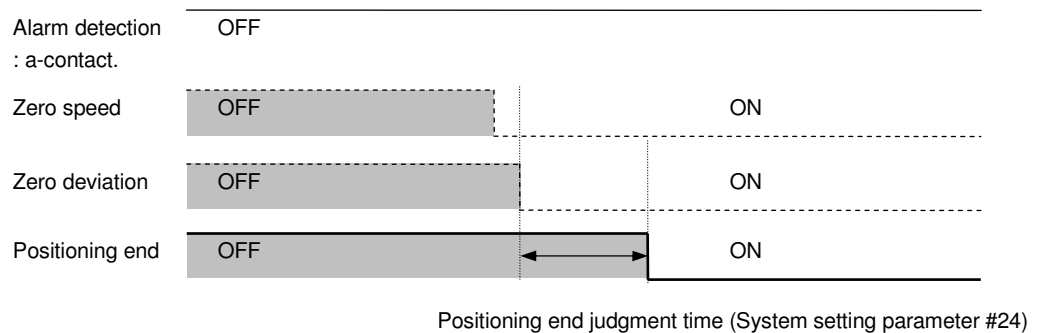 Alarm detection OFF
: a-contact.
Zero speed OFF ON
Zero deviation OFF ON
Positioning end OFF ON
Positioning end judgment time (System setting parameter #24)